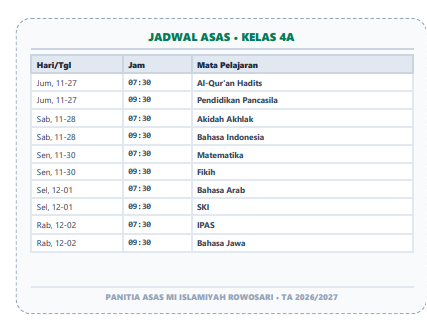 JADWAL ASAS • KELAS 4A
Hari/Tgl Jam Mata Pelajaran
Jum, 11-27 07:30 Al-Qur'an Hadits
Jum, 11-27 09:30 Pendidikan Pancasila
Sab, 11-28 07:30 Akidah Akhlak
Sab, 11-28 09:30 Bahasa Indonesia
Sen, 11-30 07:30 Matematika
Sen, 11-30 09:30 Fikih
Sel, 12-01 07:30 Bahasa Arab
Sel, 12-01 09:30 SKI
Rab, 12-02 07:30 IPAS
Rab, 12-02 09:30 Bahasa Jawa
PANITIA ASAS MI ISLAMIYAH ROWOSARI • TA 2026/2027